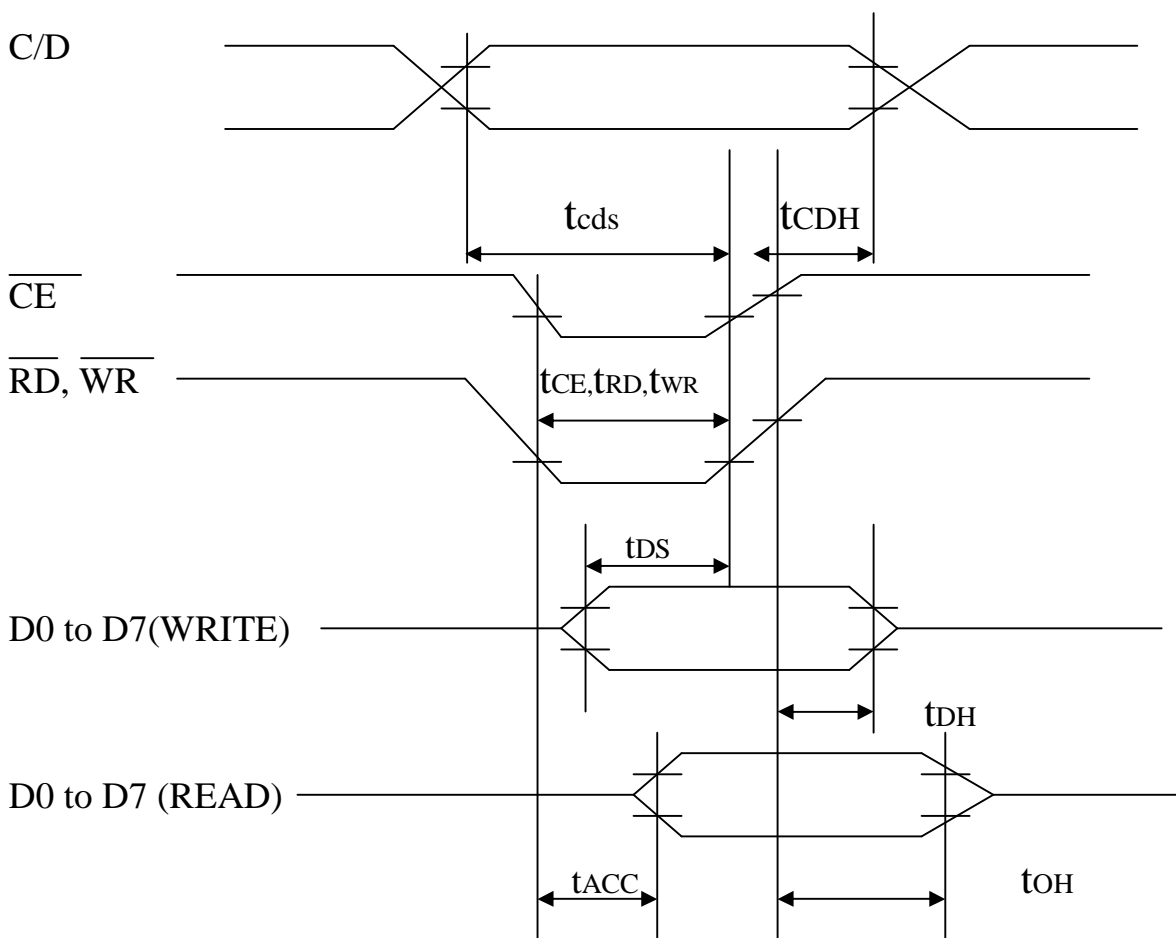 C/D
tcds
tCDH
CE
RD, WR
tCE,tRD,tWR
tDS
D0 to D7(WRITE)
tDH
D0 to D7 (READ)
tACC
tOH